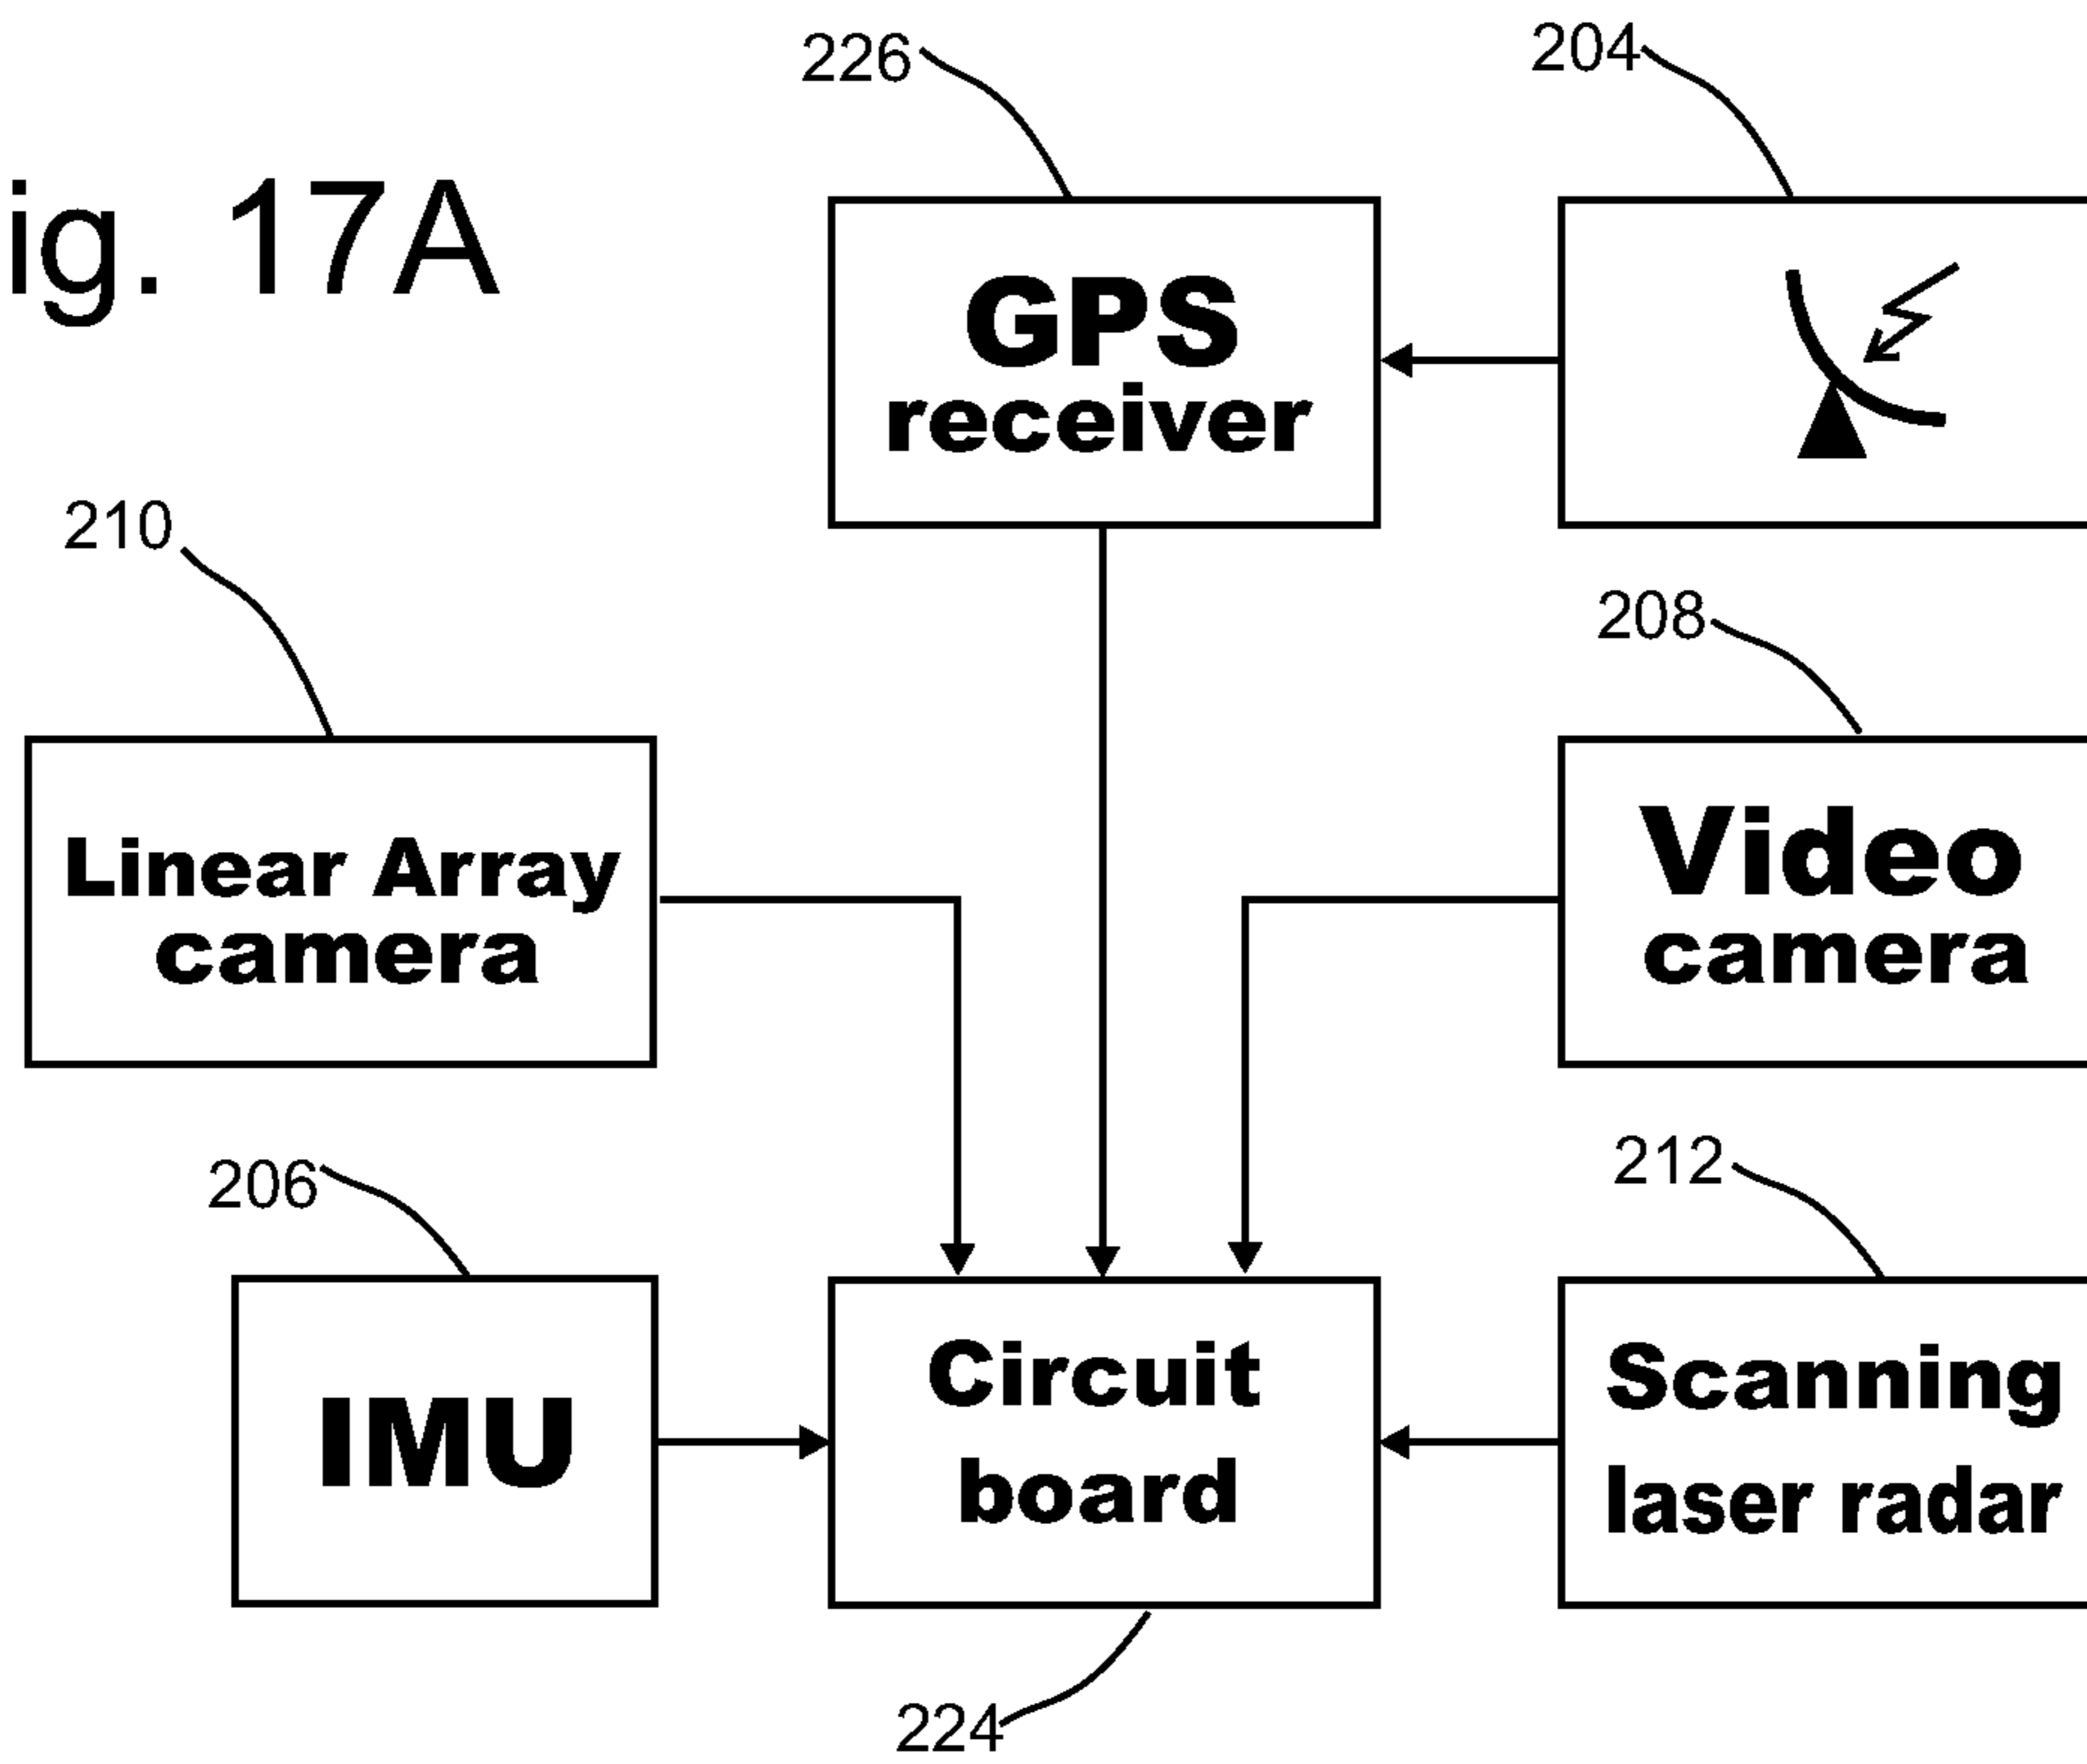 226
204
ig. 17A
GPS
receiver
210
208
Linear Array
camera
Video
camera
206
212
IMU
Circuit
board
Scanning
laser radar
224